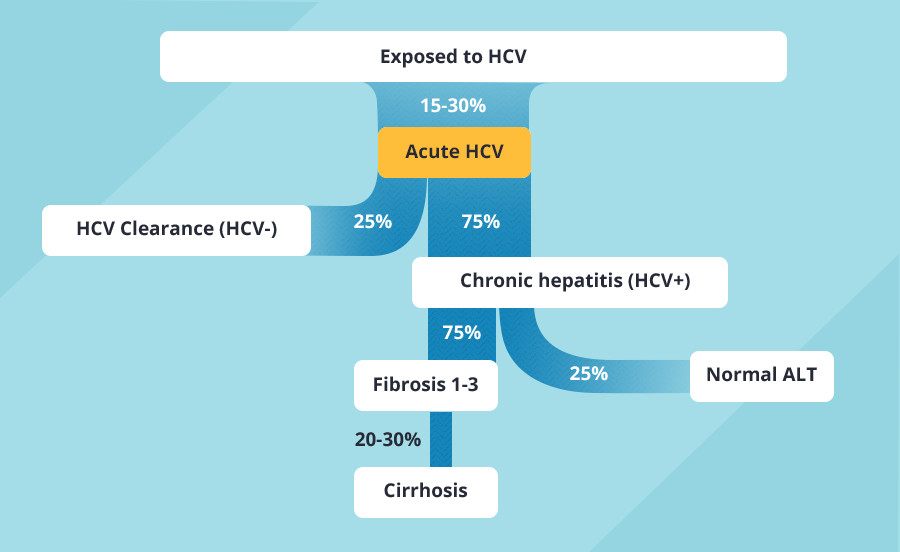 Exposed to HCV
15-30%
Acute HCV
25%
75%
HCV Clearance (HCV-)
Chronic hepatitis (HCV+)
75%
25%
Normal ALT
Fibrosis 1-3
20-30%
Cirrhosis